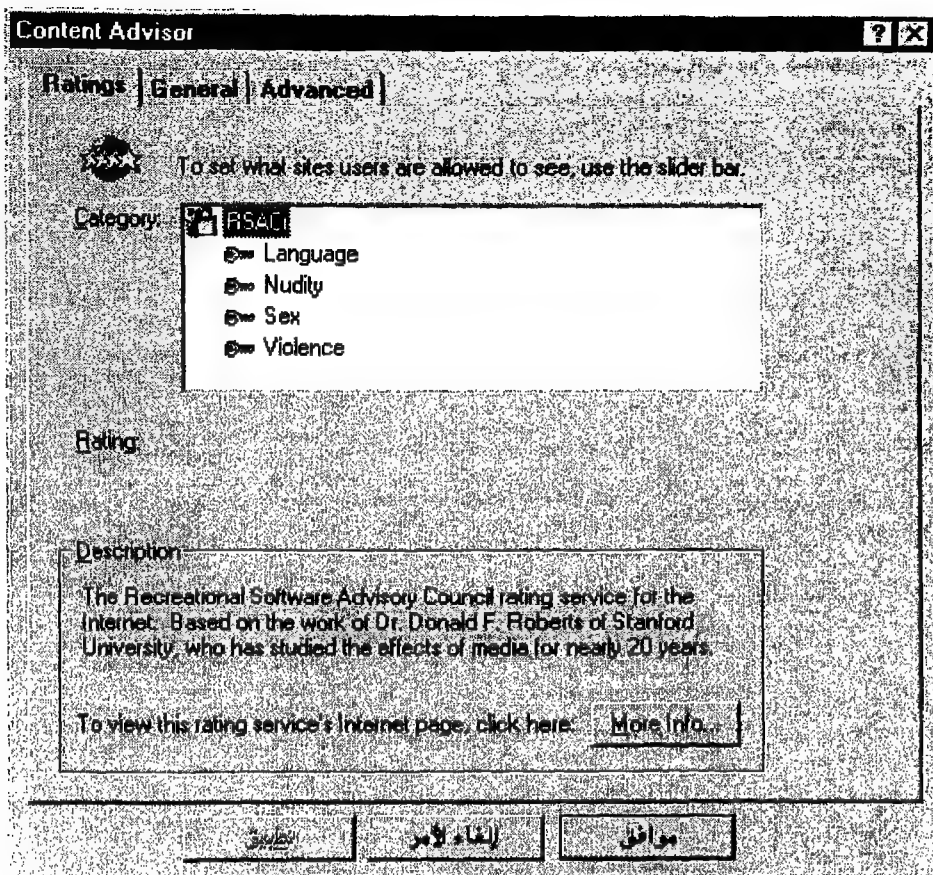 Content Advisor
Ratings General Advanced
To set what sites users are allowed to see, use the slider bar.
Category:
RSACi
Language
Nudity
Sex
Violence
Rating:
Description
The Recreational Software Advisory Council rating service for the
Internet. Based on the work of Dr. Donald F. Roberts of Stanford
University, who has studied the effects of media for nearly 20 years.
To view this rating service's Internet page, click here: More Info...
موافق إلغاء الأمر تطبيق